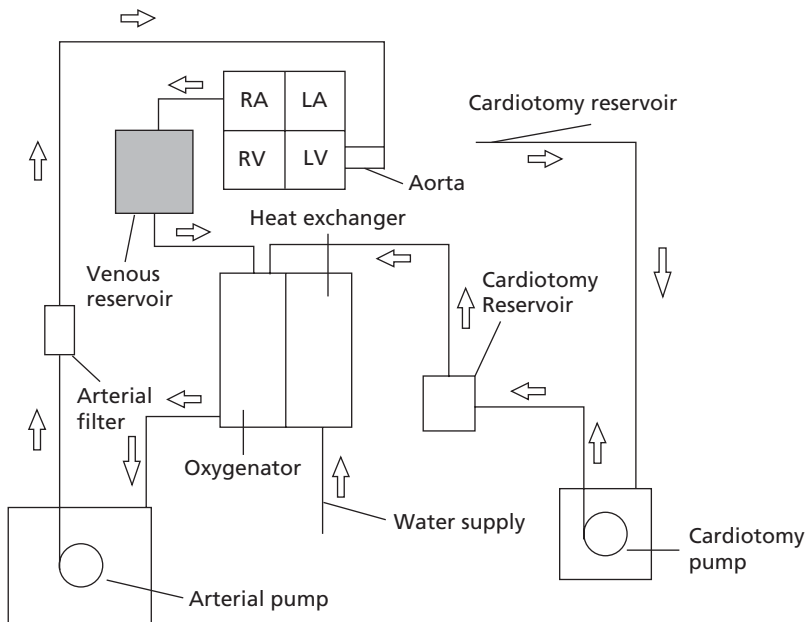 Cardiotomy reservoir
RA
LA
RV
LV
Aorta
Heat exchanger
Venous
reservoir
Cardiotomy
Reservoir
Arterial
filter
Oxygenator
Water supply
Cardiotomy
pump
Arterial pump